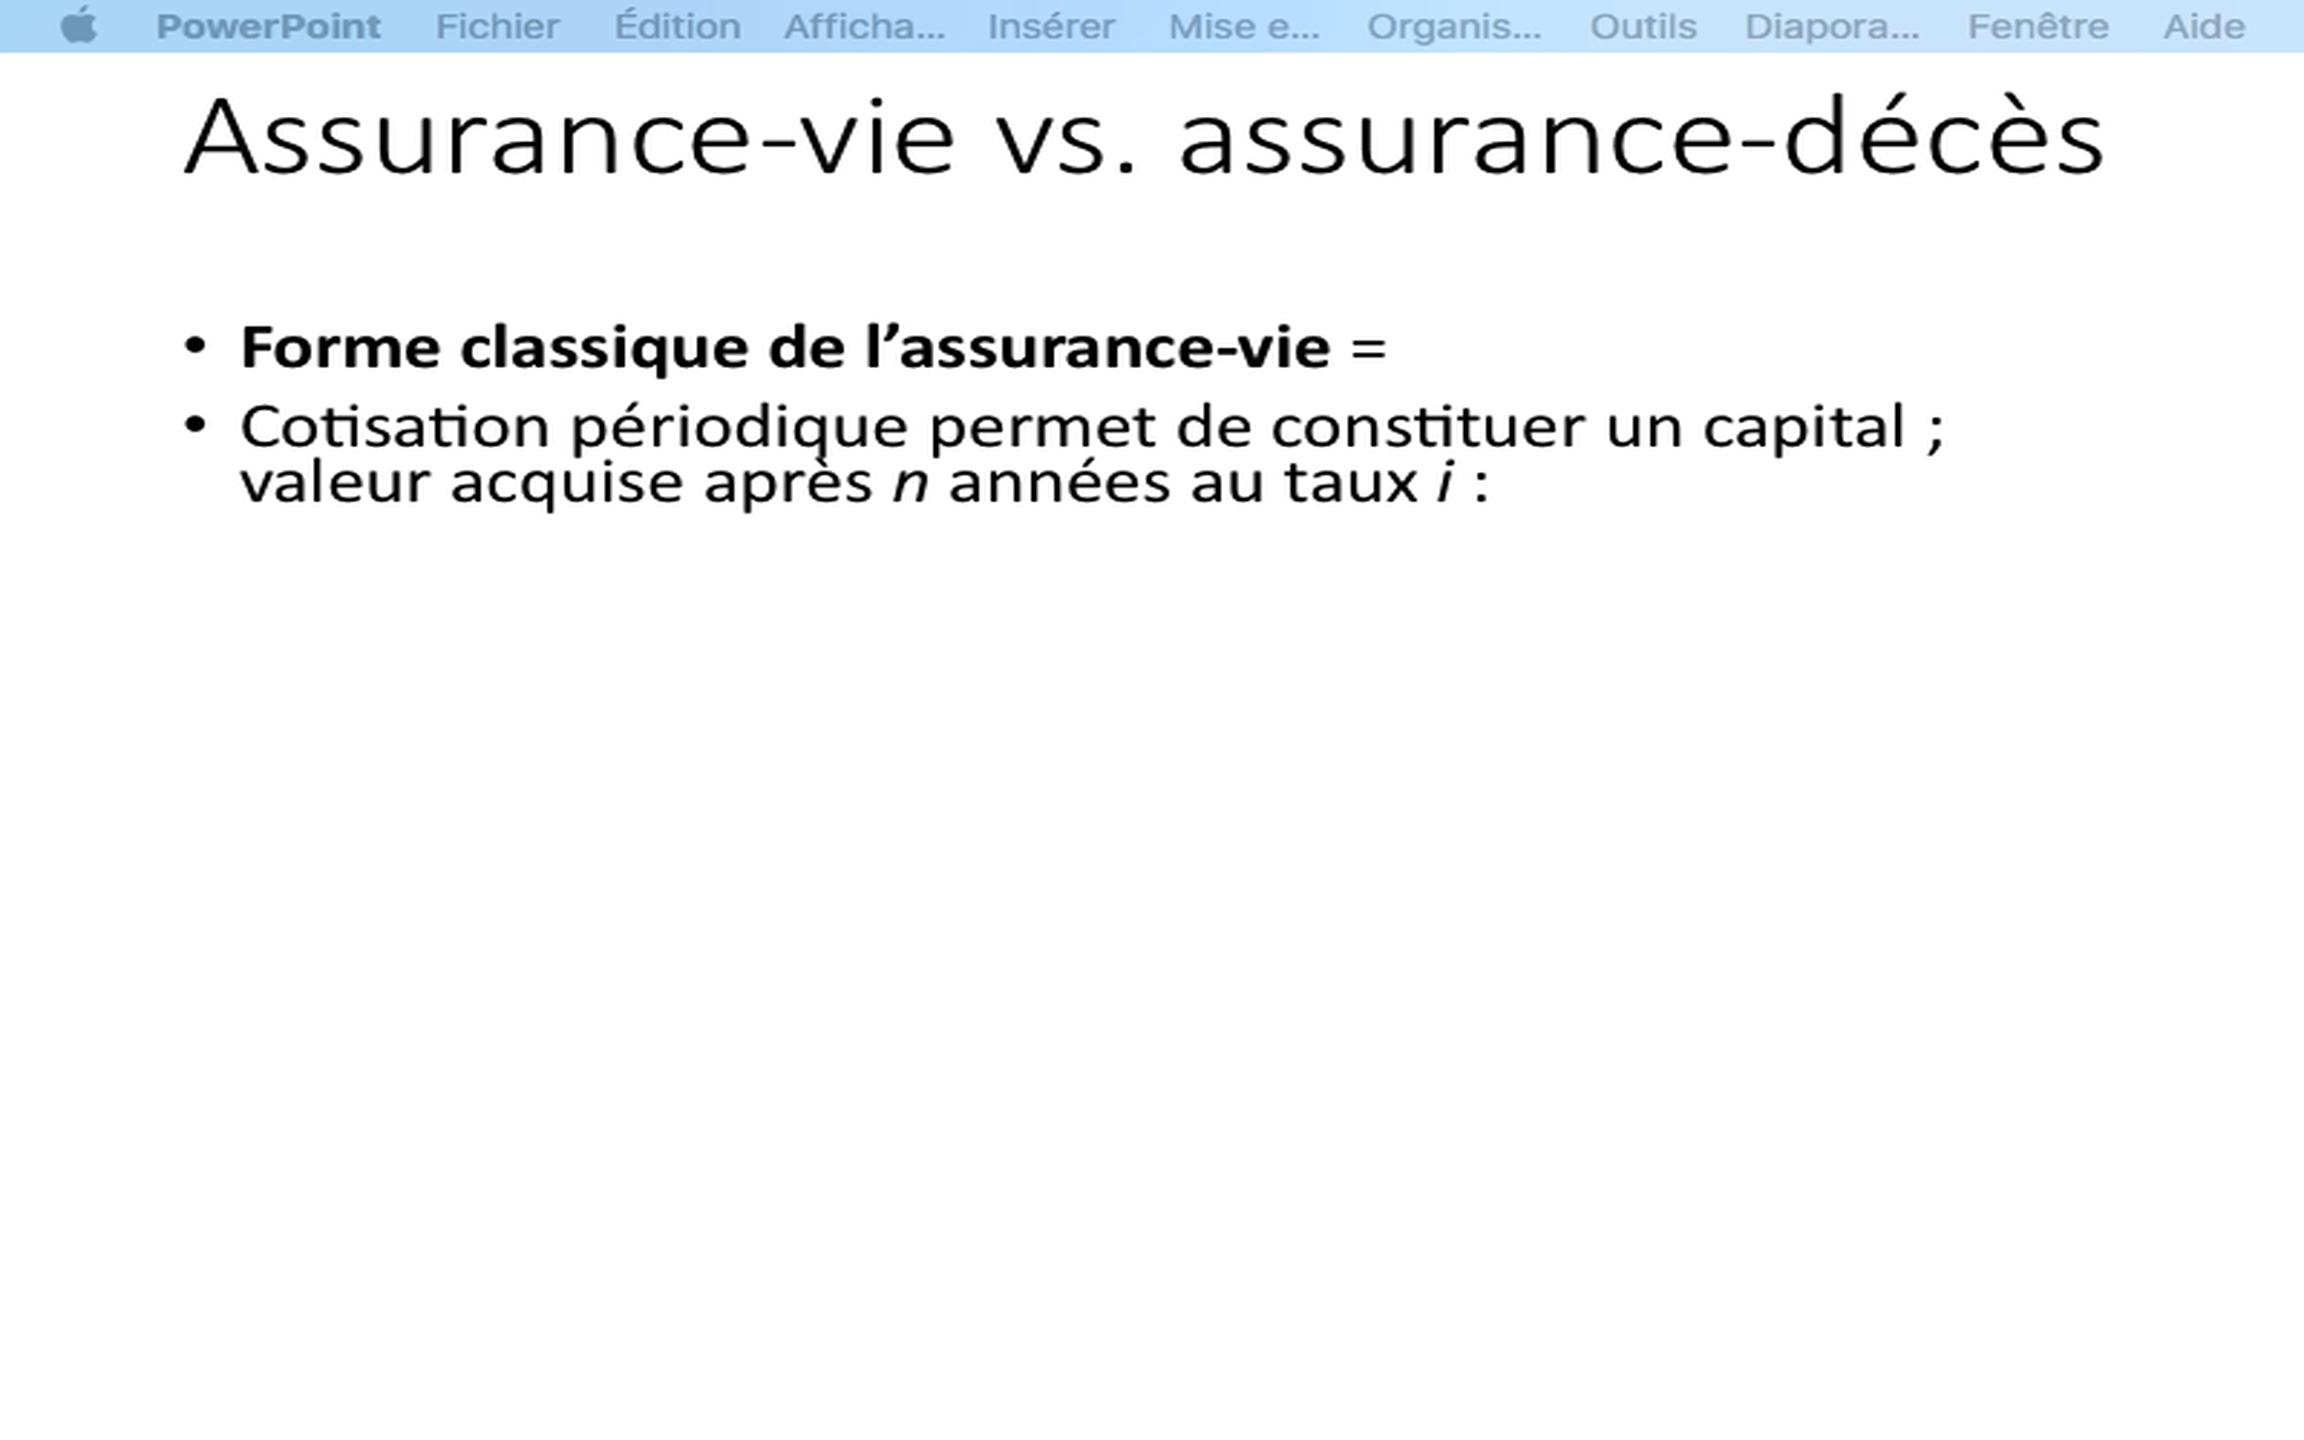 PowerPoint Fichier Édition Afficha... Insérer Mise e... Organis... Outils Diapora... Fenêtre Aide
Assurance-vie vs. assurance-décès
• Forme classique de l’assurance-vie =
• Cotisation périodique permet de constituer un capital ;
valeur acquise après n années au taux i :